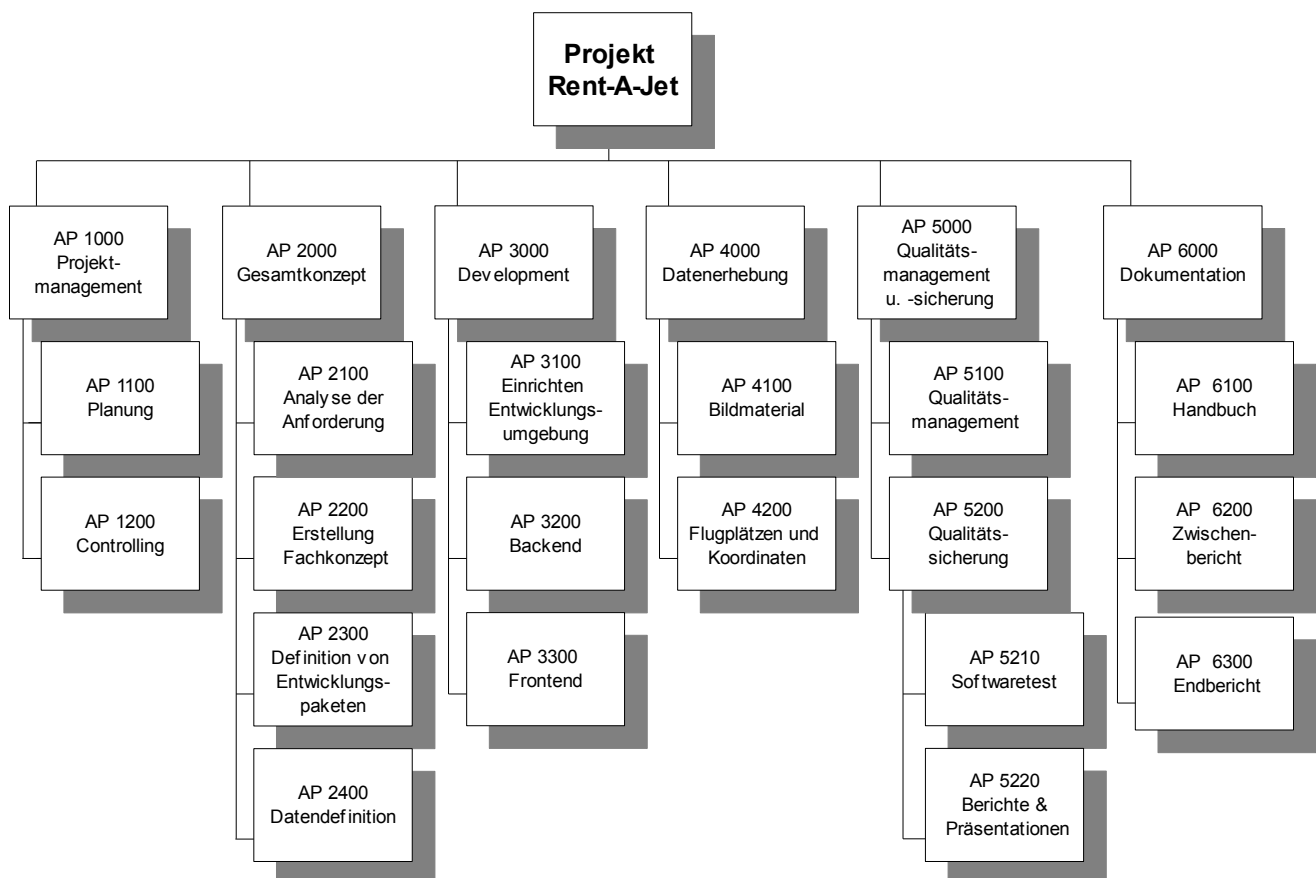 Projekt
Rent-A-Jet
AP 1000
Projekt-
management
AP 1100
Planung
AP 1200
Controlling
AP 2000
Gesamtkonzept
AP 2100
Analyse der
Anforderung
AP 2200
Erstellung
Fachkonzept
AP 2300
Definition von
Entwicklungs-
paketen
AP 2400
Datendefinition
AP 3000
Development
AP 3100
Einrichten
Entwicklungs-
umgebung
AP 3200
Backend
AP 3300
Frontend
AP 4000
Datenerhebung
AP 4100
Bildmaterial
AP 4200
Flugplätzen und
Koordinaten
AP 5000
Qualitäts-
management
u. -sicherung
AP 5100
Qualitäts-
management
AP 5200
Qualitäts-
sicherung
AP 5210
Softwaretest
AP 5220
Berichte &
Präsentationen
AP 6000
Dokumentation
AP 6100
Handbuch
AP 6200
Zwischen-
bericht
AP 6300
Endbericht